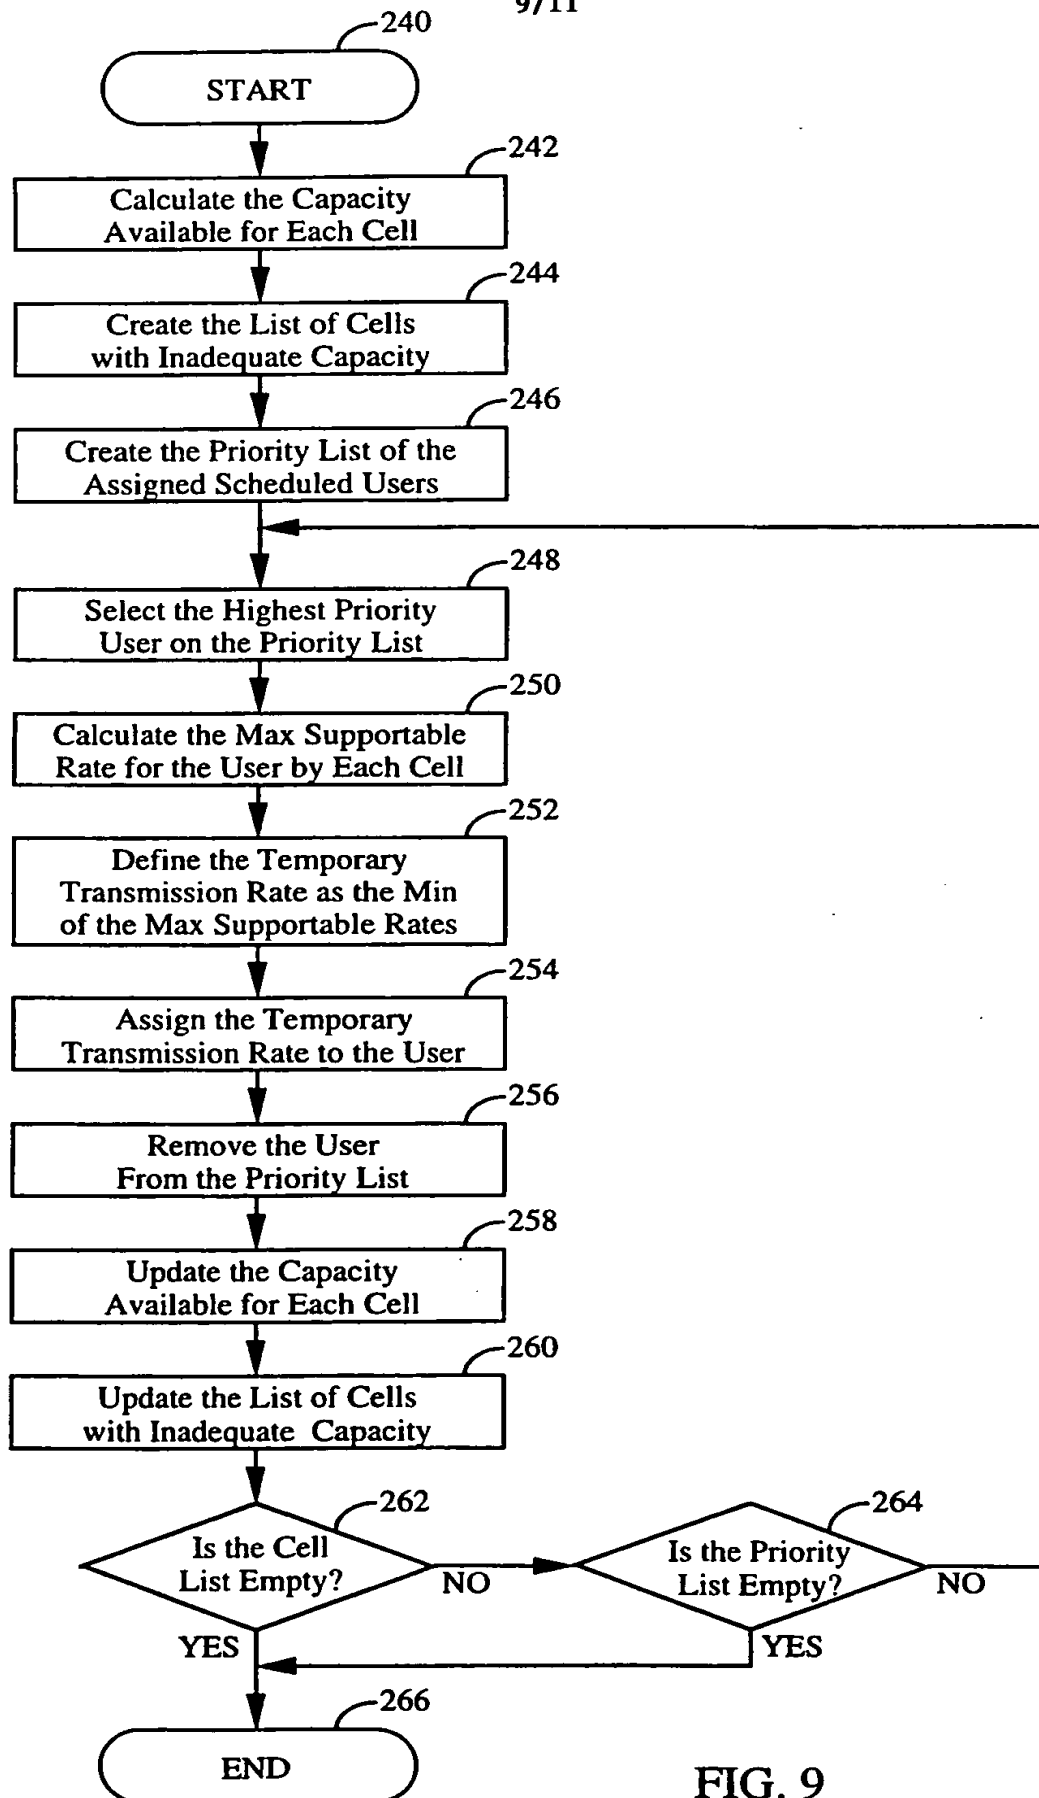 9/11
240
START
242
Calculate the Capacity
Available for Each Cell
244
Create the List of Cells
with Inadequate Capacity
246
Create the Priority List of the
Assigned Scheduled Users
248
Select the Highest Priority
User on the Priority List
250
Calculate the Max Supportable
Rate for the User by Each Cell
252
Define the Temporary
Transmission Rate as the Min
of the Max Supportable Rates
254
Assign the Temporary
Transmission Rate to the User
256
Remove the User
From the Priority List
258
Update the Capacity
Available for Each Cell
260
Update the List of Cells
with Inadequate Capacity
262
Is the Cell
List Empty?
NO
YES
264
Is the Priority
List Empty?
NO
YES
266
END
FIG. 9